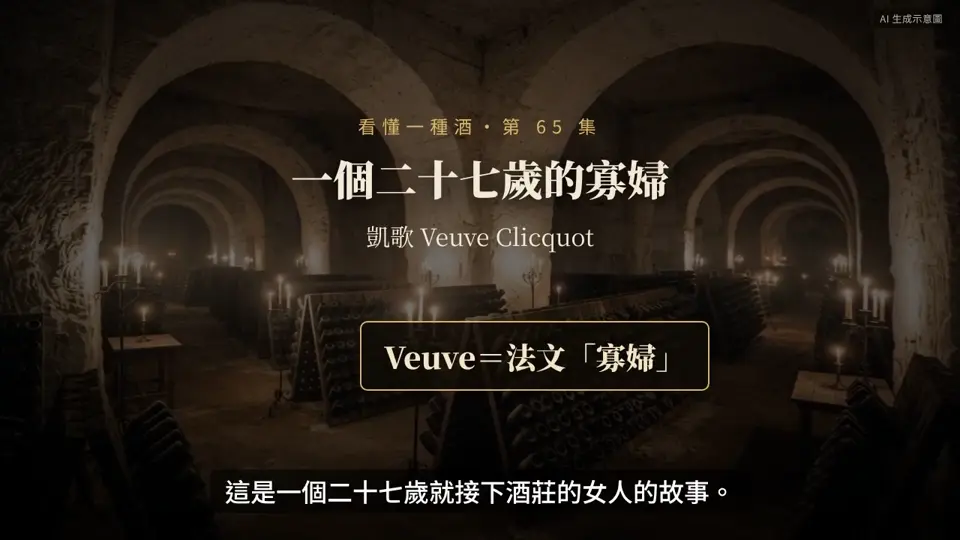 AI 生成示意圖
看懂一種酒・第 65 集
一個二十七歲的寡婦
凱歌 Veuve Clicquot
Veuve＝法文「寡婦」
這是一個二十七歲就接下酒莊的女人的故事。